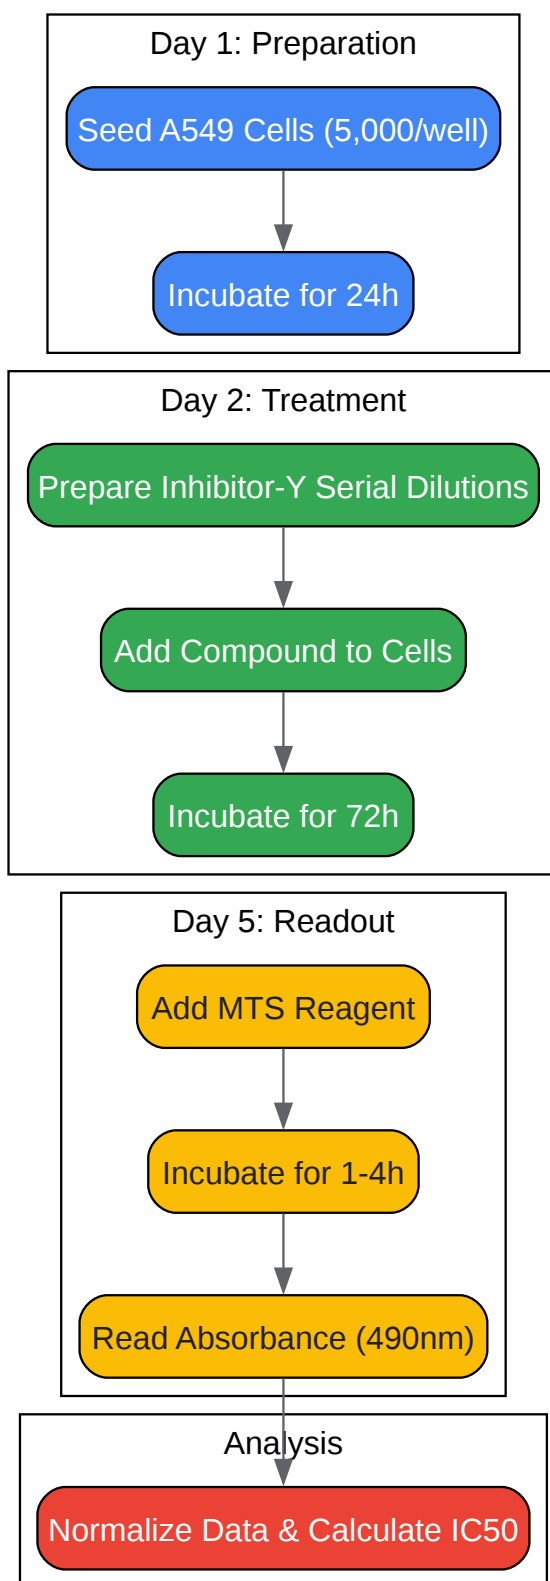 Day 1: Preparation
Seed A549 Cells (5,000/well)
Incubate for 24h
Day 2: Treatment
Prepare Inhibitor-Y Serial Dilutions
Add Compound to Cells
Incubate for 72h
Day 5: Readout
Add MTS Reagent
Incubate for 1-4h
Read Absorbance (490nm)
Analysis
Normalize Data & Calculate IC50